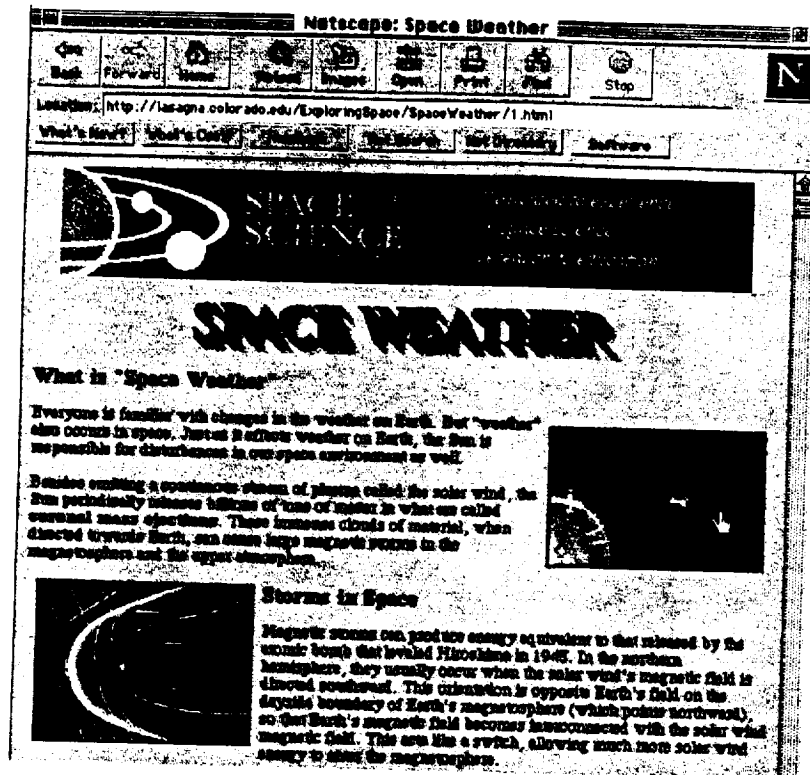 Netscape: Space Weather
Back Forward Home Reload Images Open Print Find Stop
N
Location: http://lasagna.colorado.edu/ExploringSpace/SpaceWeather/1.html
What's New? What's Cool? Net Search Net Directory Software
SPACE
SCIENCE
SPACE WEATHER
What is "Space Weather"
Everyone is familiar with changes in the weather on Earth. But "weather"
also occurs in space. Just as it effects weather on Earth, the Sun is
responsible for disturbances in our space environment as well.
Besides emitting a continuous stream of plasma called the solar wind, the
Sun periodically releases billions of tons of matter in what are called
coronal mass ejections. These immense clouds of material, when
directed towards Earth, can cause large magnetic storms in the
magnetosphere and the upper atmosphere.
Storms in Space
Magnetic storms can produce energy equivalent to that released by the
atomic bomb that leveled Hiroshima in 1945. In the northern
hemisphere, they usually occur when the solar wind's magnetic field is
directed southward. This orientation is opposite Earth's field on the
dayside boundary of Earth's magnetosphere (which points northward),
so that Earth's magnetic field becomes interconnected with the solar wind
magnetic field. This acts like a switch, allowing much more solar wind
energy to enter the magnetosphere.